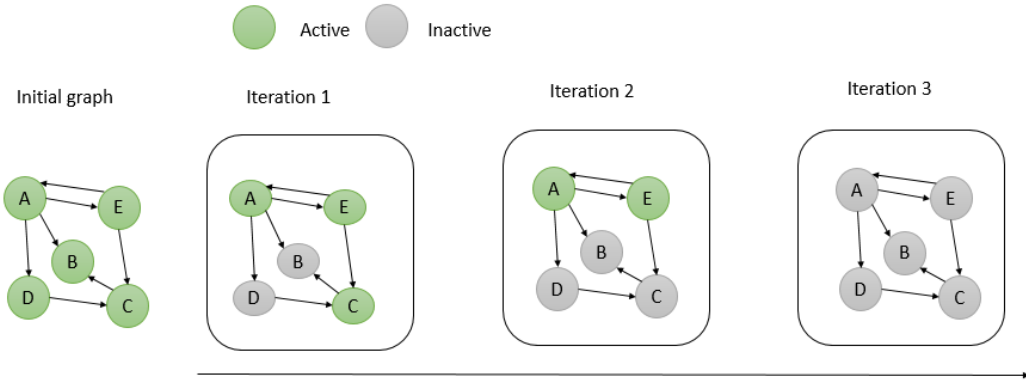 Active Inactive
Initial graph Iteration 1 Iteration 2 Iteration 3
A E A E A E A E
B B B B
D C D C D C D C